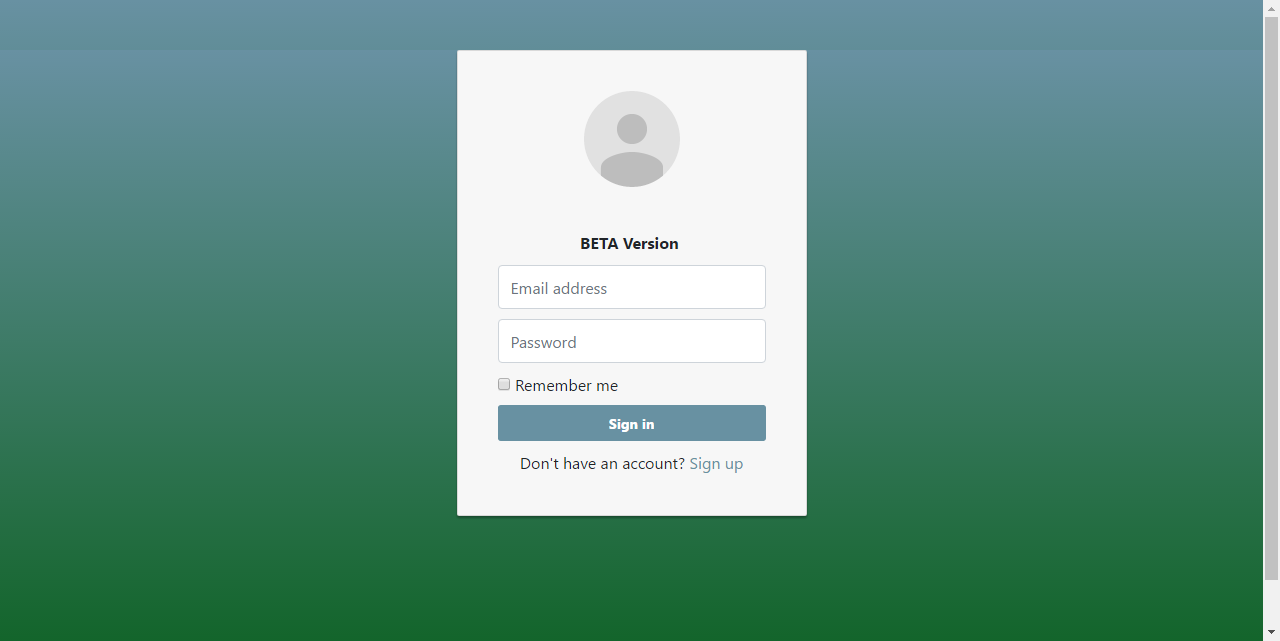 BETA Version
Email address
Password
Remember me
Sign in
Don't have an account? Sign up